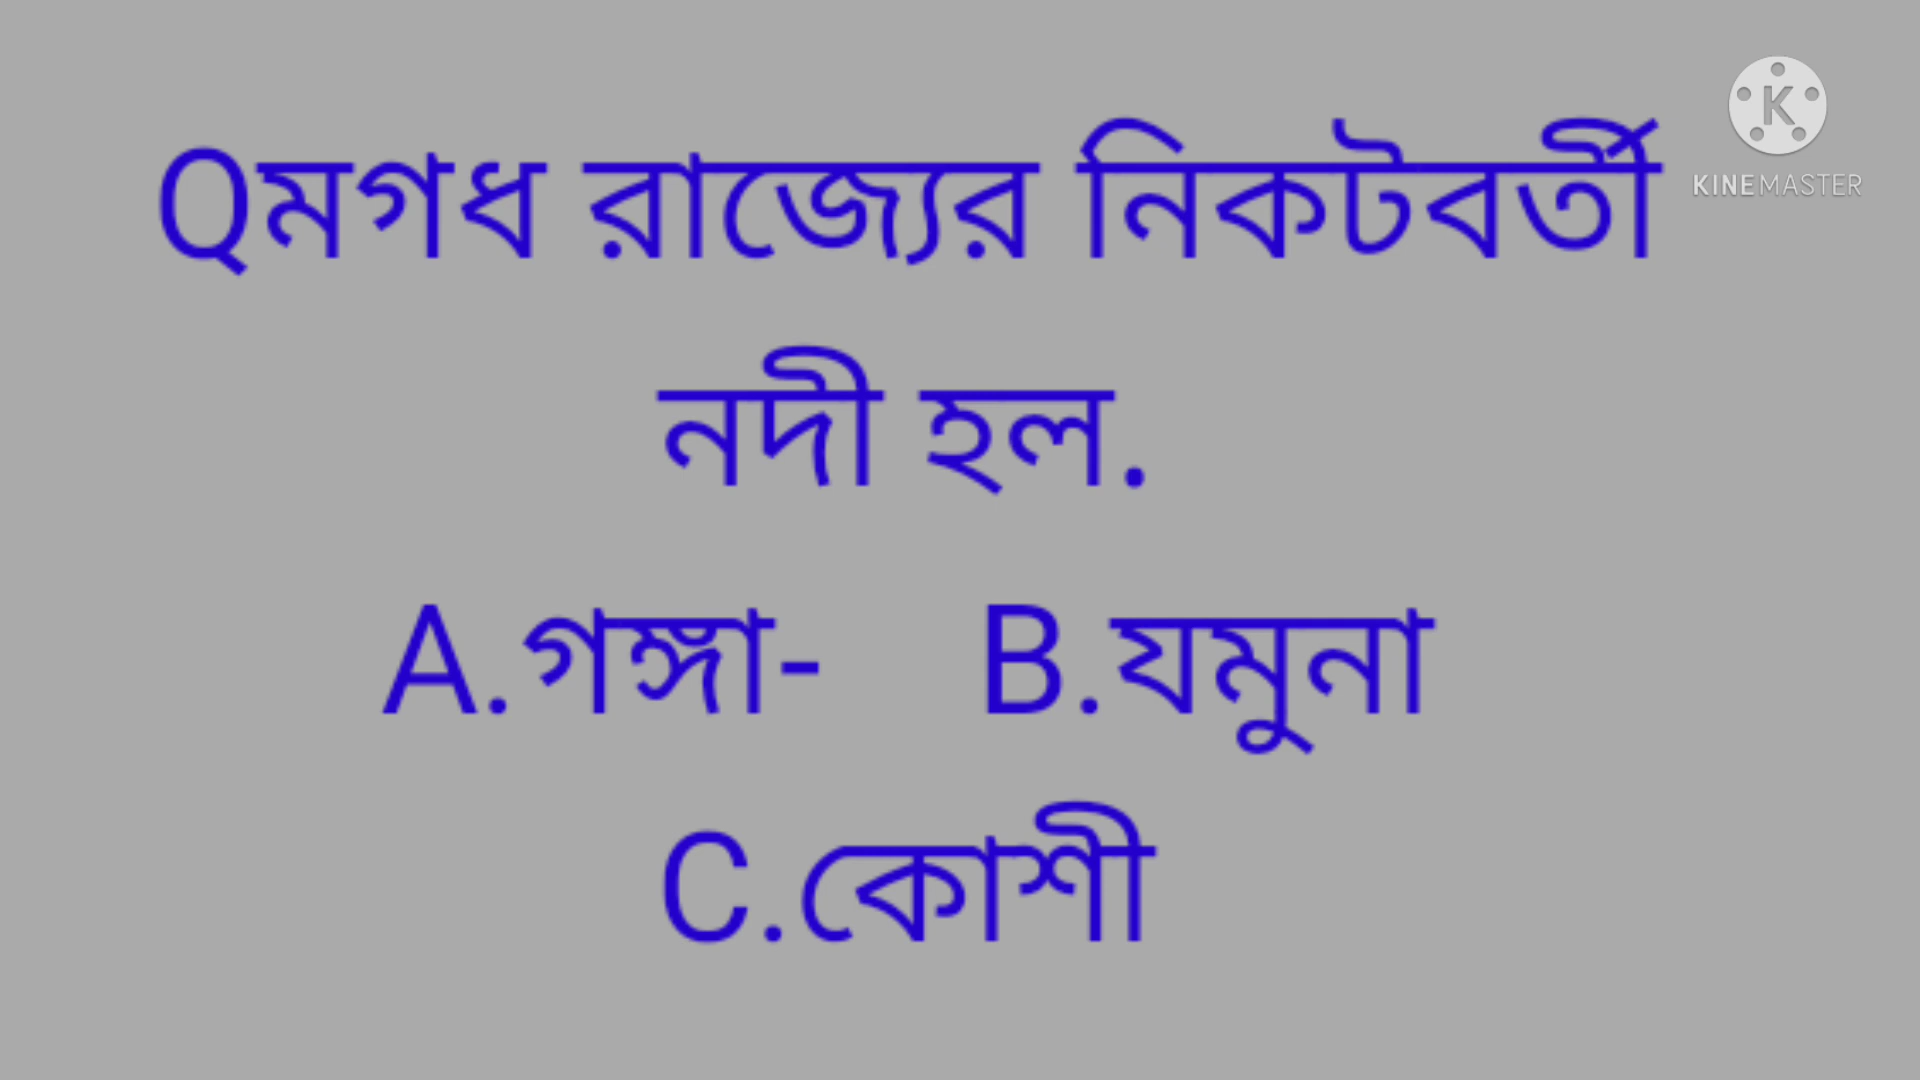 Qমগধ রাজ্যের নিকটবর্তী
নদী হল.
A.গঙ্গা- B.যমুনা
C.কোশী
K
KINEMASTER